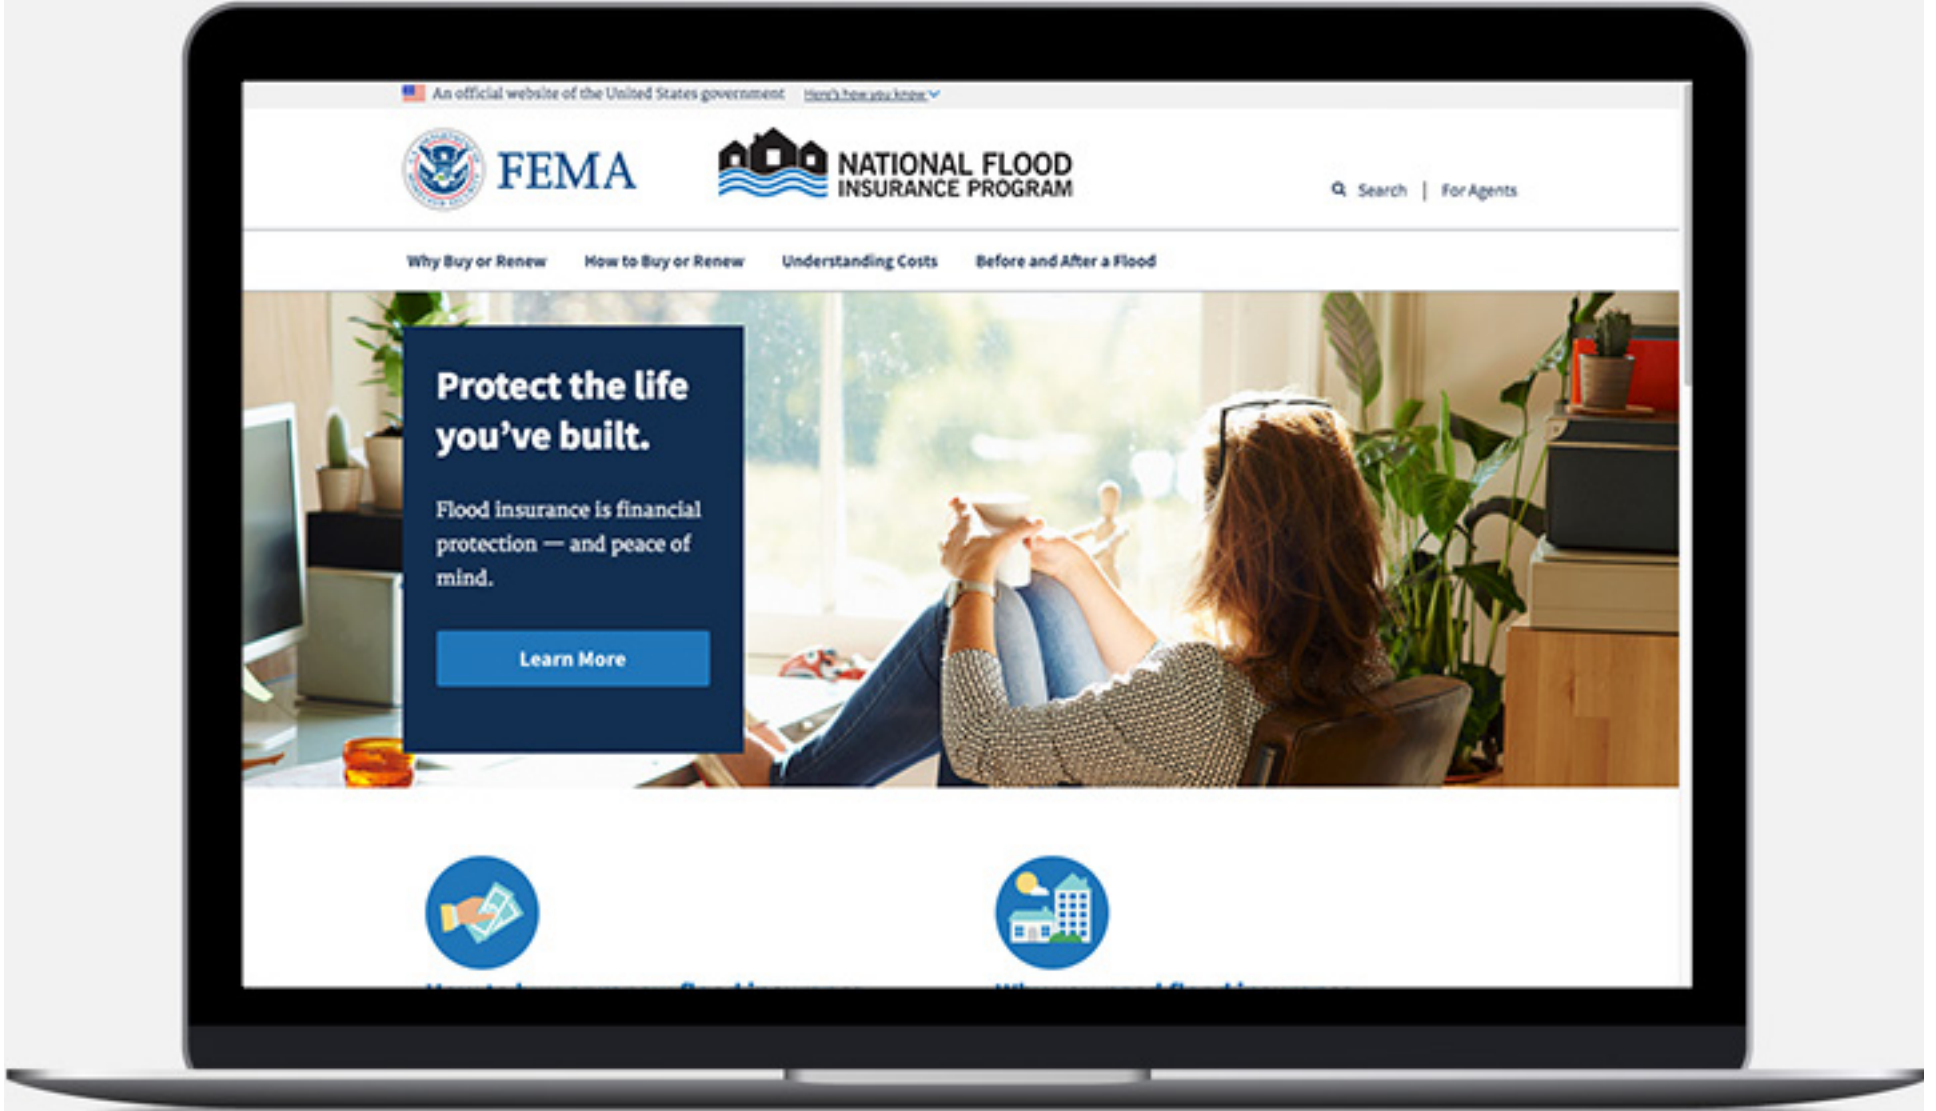 An official website of the United States government Here's how you know
FEMA
NATIONAL FLOOD
INSURANCE PROGRAM
Search | For Agents
Why Buy or Renew How to Buy or Renew Understanding Costs Before and After a Flood
Protect the life
you've built.
Flood insurance is financial
protection — and peace of
mind.
Learn More